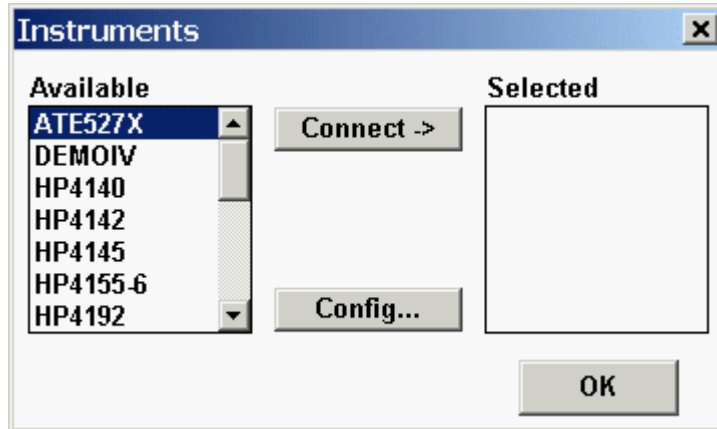 Instruments
Available
Selected
ATE527X
DEMOIV
HP4140
HP4142
HP4145
HP4155-6
HP4192
Connect ->
Config...
OK